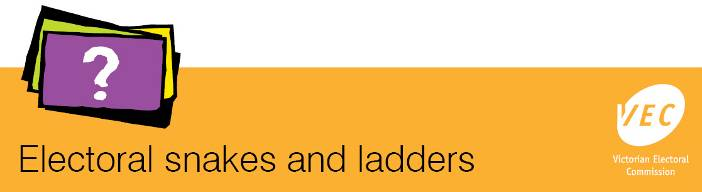 ?
VEC
Electoral snakes and ladders
Victorian Electoral
Commission